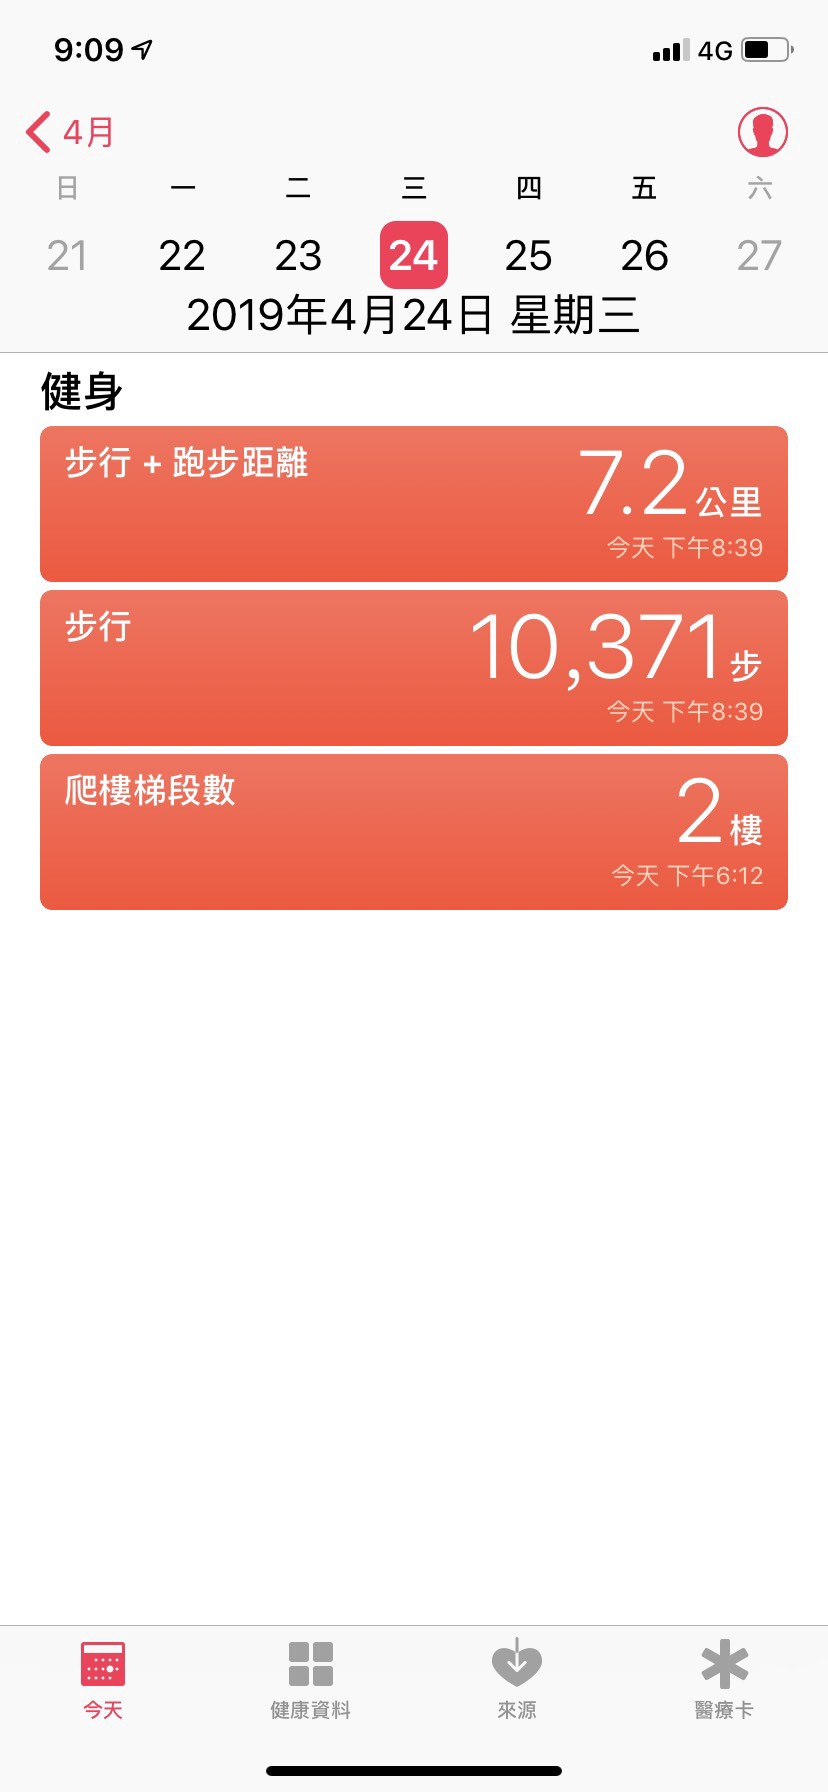 9:09 4G
4月
日 一 二 三 四 五 六
21 22 23 24 25 26 27
2019年4月24日 星期三
健身
步行 + 跑步距離 7.2公里
今天 下午8:39
步行 10,371步
今天 下午8:39
爬樓梯段數 2樓
今天 下午6:12
今天 健康資料 來源 醫療卡